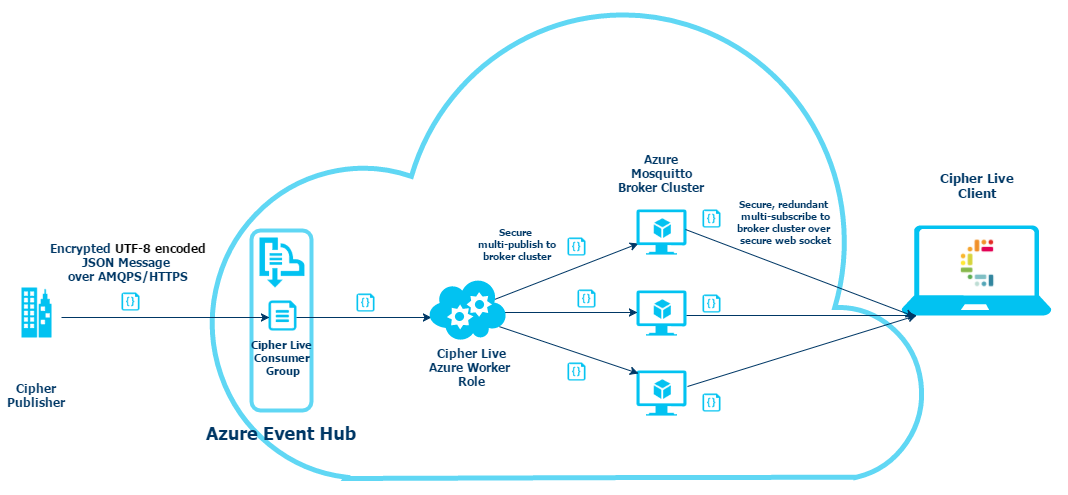 Encrypted UTF-8 encoded
JSON Message
over AMQPS/HTTPS
{}
Cipher
Publisher
Cipher Live
Consumer
Group
Azure Event Hub
{}
Cipher Live
Azure Worker
Role
Secure
multi-publish to
broker cluster
{}
{}
{}
Azure
Mosquitto
Broker Cluster
Secure, redundant
multi-subscribe to
broker cluster over
secure web socket
{}
{}
{}
Cipher Live
Client